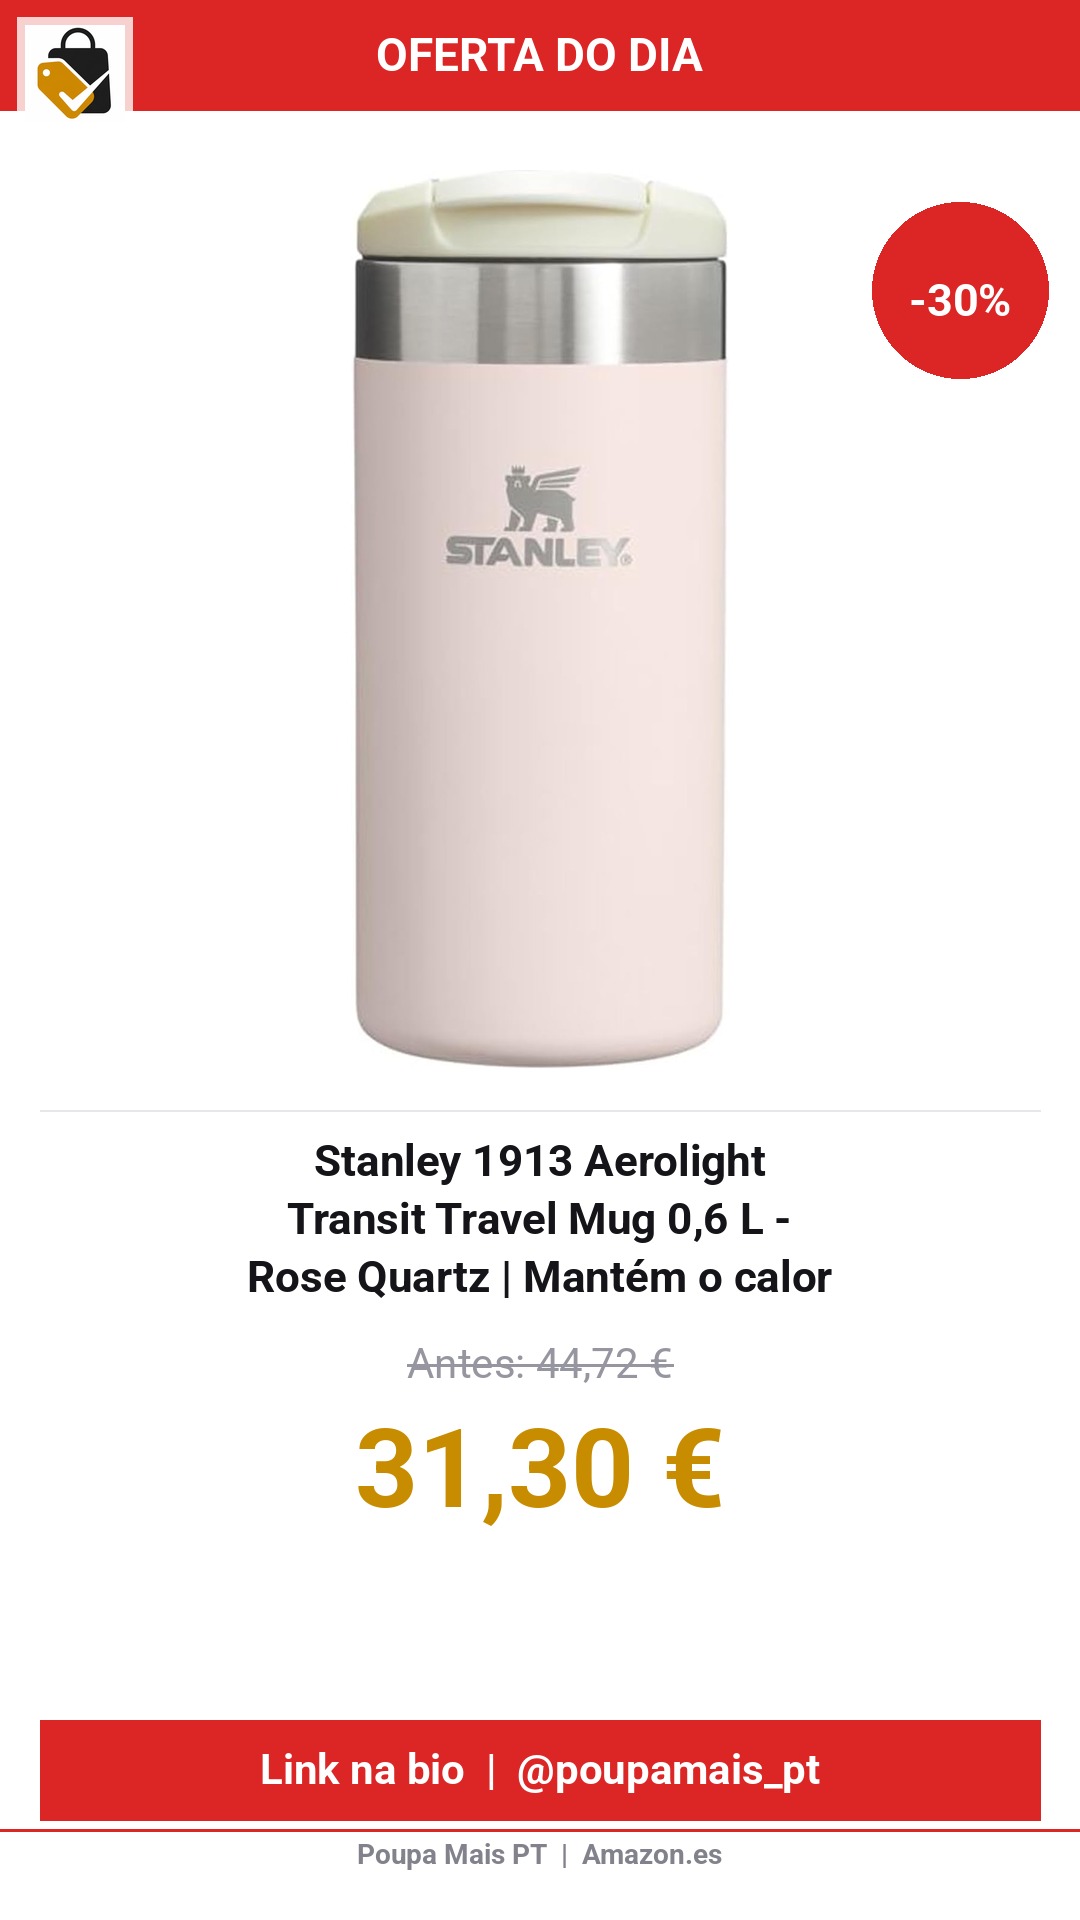 OFERTA DO DIA
-30%
STANLEY®
Stanley 1913 Aerolight
Transit Travel Mug 0,6 L -
Rose Quartz | Mantém o calor
Antes: 44,72 €
31,30 €
Link na bio | @poupamais_pt
Poupa Mais PT | Amazon.es